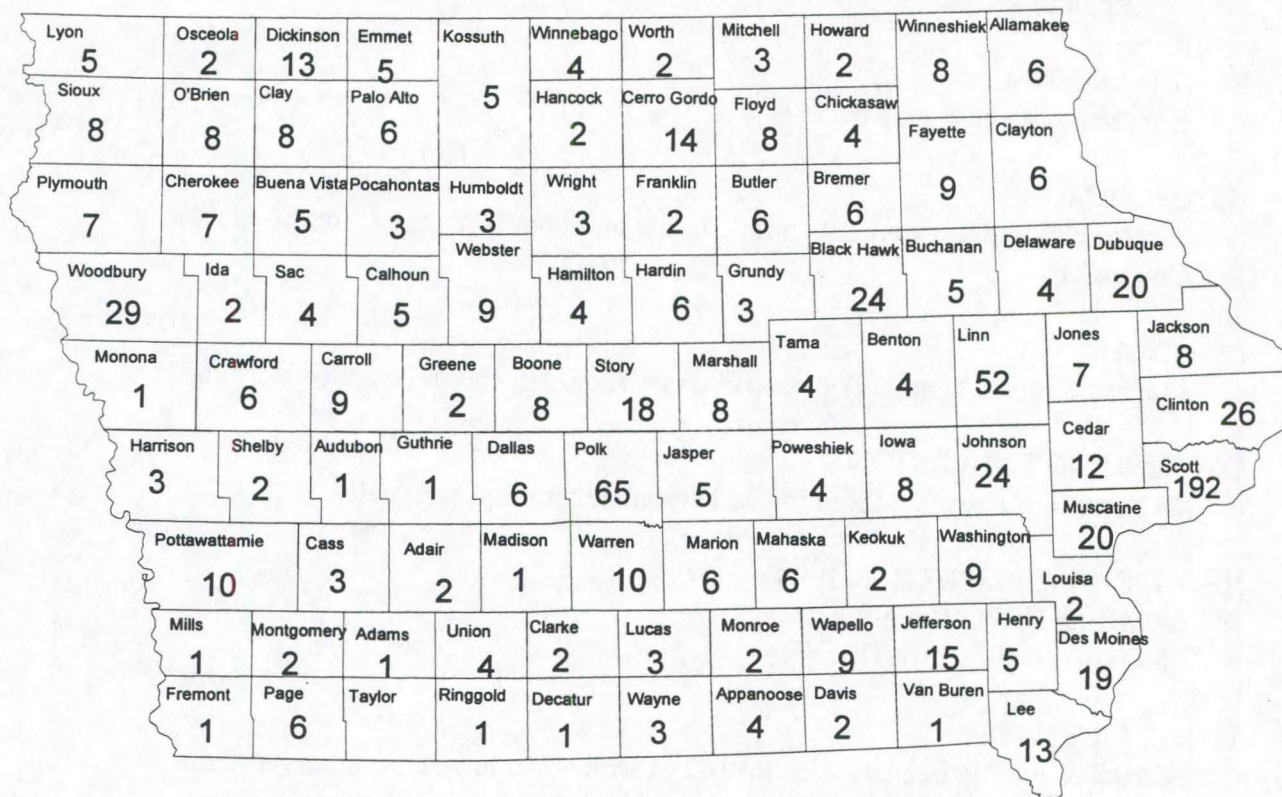 Lyon Osceola Dickinson Emmet Kossuth Winnebago Worth Mitchell Howard Winneshiek Allamakee
5 2 13 5 5 4 2 3 2 8 6
Sioux O'Brien Clay Palo Alto Hancock Cerro Gordo Floyd Chickasaw Fayette Clayton
8 8 8 6 2 14 8 4 9 6
Plymouth Cherokee Buena Vista Pocahontas Humboldt Wright Franklin Butler Bremer
7 7 5 3 3 3 2 6 6
Woodbury Ida Sac Calhoun Webster Hamilton Hardin Grundy Black Hawk Buchanan Delaware Dubuque
29 2 4 5 9 4 6 3 24 5 4 20
Monona Crawford Carroll Greene Boone Story Marshall Tama Benton Linn Jones Jackson
1 6 9 2 8 18 8 4 4 52 7 8
Clinton
26
Harrison Shelby Audubon Guthrie Dallas Polk Jasper Poweshiek Iowa Johnson Cedar Scott
3 2 1 1 6 65 5 4 8 24 12 192
Muscatine
20
Pottawattamie Cass Adair Madison Warren Marion Mahaska Keokuk Washington Louisa
10 3 2 1 10 6 6 2 9 2
Mills Montgomery Adams Union Clarke Lucas Monroe Wapello Jefferson Henry Des Moines
1 2 1 4 2 3 2 9 15 5 19
Fremont Page Taylor Ringgold Decatur Wayne Appanoose Davis Van Buren Lee
1 6 1 1 3 4 2 1 13